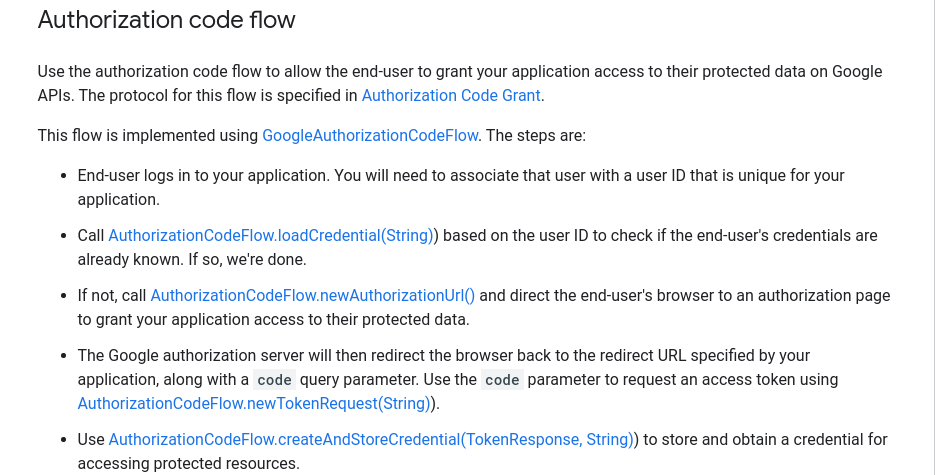 Authorization code flow
Use the authorization code flow to allow the end-user to grant your application access to their protected data on Google
APIs. The protocol for this flow is specified in Authorization Code Grant.
This flow is implemented using GoogleAuthorizationCodeFlow. The steps are:
• End-user logs in to your application. You will need to associate that user with a user ID that is unique for your
application.
• Call AuthorizationCodeFlow.loadCredential(String)) based on the user ID to check if the end-user's credentials are
already known. If so, we're done.
• If not, call AuthorizationCodeFlow.newAuthorizationUrl() and direct the end-user's browser to an authorization page
to grant your application access to their protected data.
• The Google authorization server will then redirect the browser back to the redirect URL specified by your
application, along with a code query parameter. Use the code parameter to request an access token using
AuthorizationCodeFlow.newTokenRequest(String)).
• Use AuthorizationCodeFlow.createAndStoreCredential(TokenResponse, String)) to store and obtain a credential for
accessing protected resources.